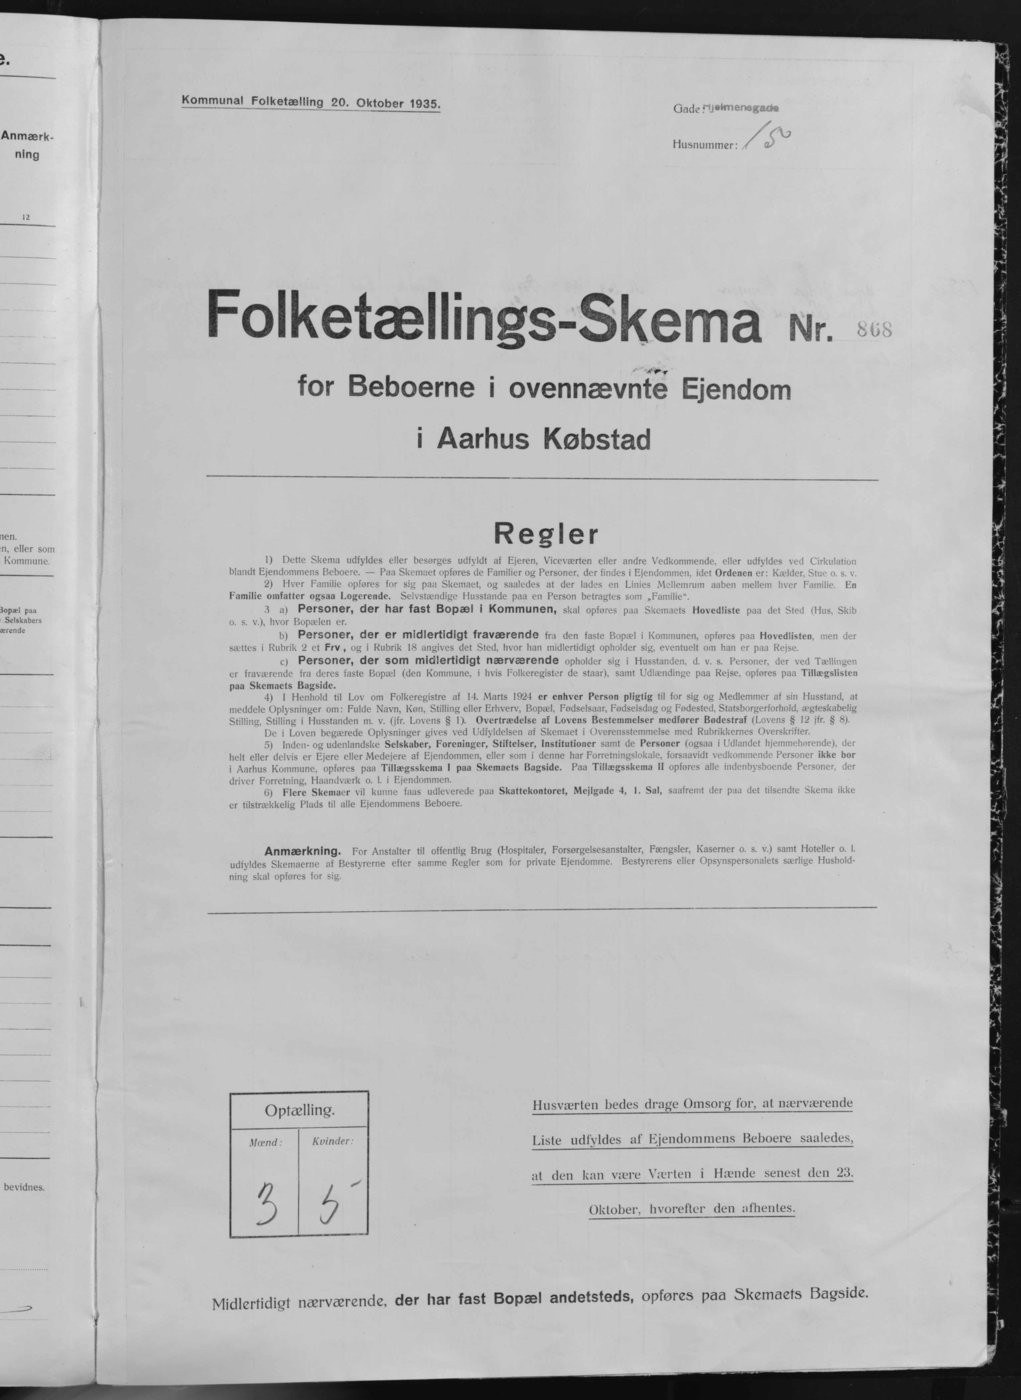 e.
Anmærk-
ning
12
nen.
en, eller som
Kommune.
Bopæl paa
Selskabers
ærende
bevidnes.
Kommunal Folketælling 20. Oktober 1935.
Gade: Hjelmensgade
Husnummer: 15
Folketællings-Skema Nr. 868
for Beboerne i ovennævnte Ejendom
i Aarhus Købstad
Regler
1) Dette Skema udfyldes eller besørges udfyldt af Ejeren, Viceværten eller andre Vedkommende, eller udfyldes ved Cirkulation
blandt Ejendommens Beboere. — Paa Skemaet opføres de Familier og Personer, der findes i Ejendommen, idet Ordenen er: Kælder, Stue o. s. v.
2) Hver Familie opføres for sig paa Skemaet, og saaledes at der lades en Linies Mellemrum aaben mellem hver Familie. En
Familie omfatter ogsaa Logerende. Selvstændige Husstande paa en Person betragtes som „Familie".
3 a) Personer, der har fast Bopæl i Kommunen, skal opføres paa Skemaets Hovedliste paa det Sted (Hus, Skib
o. s. v.), hvor Bopælen er.
b) Personer, der er midlertidigt fraværende fra den faste Bopæl i Kommunen, opføres paa Hovedlisten, men der
sættes i Rubrik 2 et Frv., og i Rubrik 18 angives det Sted, hvor han midlertidigt opholder sig, eventuelt om han er paa Rejse.
c) Personer, der som midlertidigt nærværende opholder sig i Husstanden, d. v. s. Personer, der ved Tællingen
er fraværende fra deres faste Bopæl (den Kommune, i hvis Folkeregister de staar), samt Udlændinge paa Rejse, opføres paa Tillægslisten
paa Skemaets Bagside.
4) I Henhold til Lov om Folkeregistre af 14. Marts 1924 er enhver Person pligtig til for sig og Medlemmer af sin Husstand, at
meddele Oplysninger om: Fulde Navn, Køn, Stilling eller Erhverv, Bopæl, Fødselsaar, Fødselsdag og Fødested, Statsborgerforhold, ægteskabelig
Stilling, Stilling i Husstanden m. v. (jfr. Lovens § 1). Overtrædelse af Lovens Bestemmelser medfører Bødestraf (Lovens § 12 jfr. § 8).
De i Loven begærede Oplysninger gives ved Udfyldelsen af Skemaet i Overensstemmelse med Rubrikkernes Overskrifter.
5) Inden- og udenlandske Selskaber, Foreninger, Stiftelser, Institutioner samt de Personer (ogsaa i Udlandet hjemmehørende), der
helt eller delvis er Ejere eller Medejere af Ejendommen, eller som i denne har Forretningslokale, forsaavidt vedkommende Personer ikke bor
i Aarhus Kommune, opføres paa Tillægsskema I paa Skemaets Bagside. Paa Tillægsskema II opføres alle indenbysboende Personer, der
driver Forretning, Haandværk o. l. i Ejendommen.
6) Flere Skemaer vil kunne faas udleverede paa Skattekontoret, Mejlgade 4, 1. Sal, saafremt der paa det tilsendte Skema ikke
er tilstrækkelig Plads til alle Ejendommens Beboere.
Anmærkning. For Anstalter til offentlig Brug (Hospitaler, Forsørgelsesanstalter, Fængsler, Kaserner o. s. v.) samt Hoteller o. l.
udfyldes Skemaerne af Bestyrerne efter samme Regler som for private Ejendomme. Bestyrerens eller Opsynspersonalets særlige Hushold-
ning skal opføres for sig.
Optælling.
Mænd: Kvinder:
3 5
Husværten bedes drage Omsorg for, at nærværende
Liste udfyldes af Ejendommens Beboere saaledes,
at den kan være Værten i Hænde senest den 23.
Oktober, hvorefter den afhentes.
Midlertidigt nærværende, der har fast Bopæl andetsteds, opføres paa Skemaets Bagside.